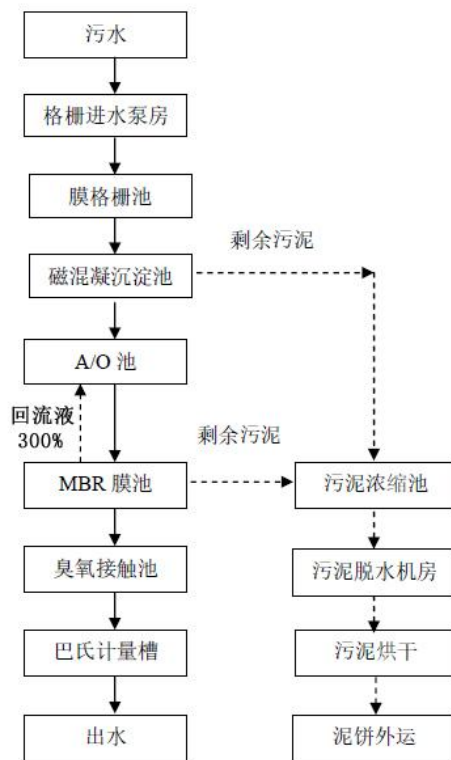 污水
格栅进水泵房
膜格栅池
剩余污泥
磁混凝沉淀池
A/O 池
回流液
300%
剩余污泥
MBR 膜池
污泥浓缩池
臭氧接触池
污泥脱水机房
巴氏计量槽
污泥烘干
出水
泥饼外运